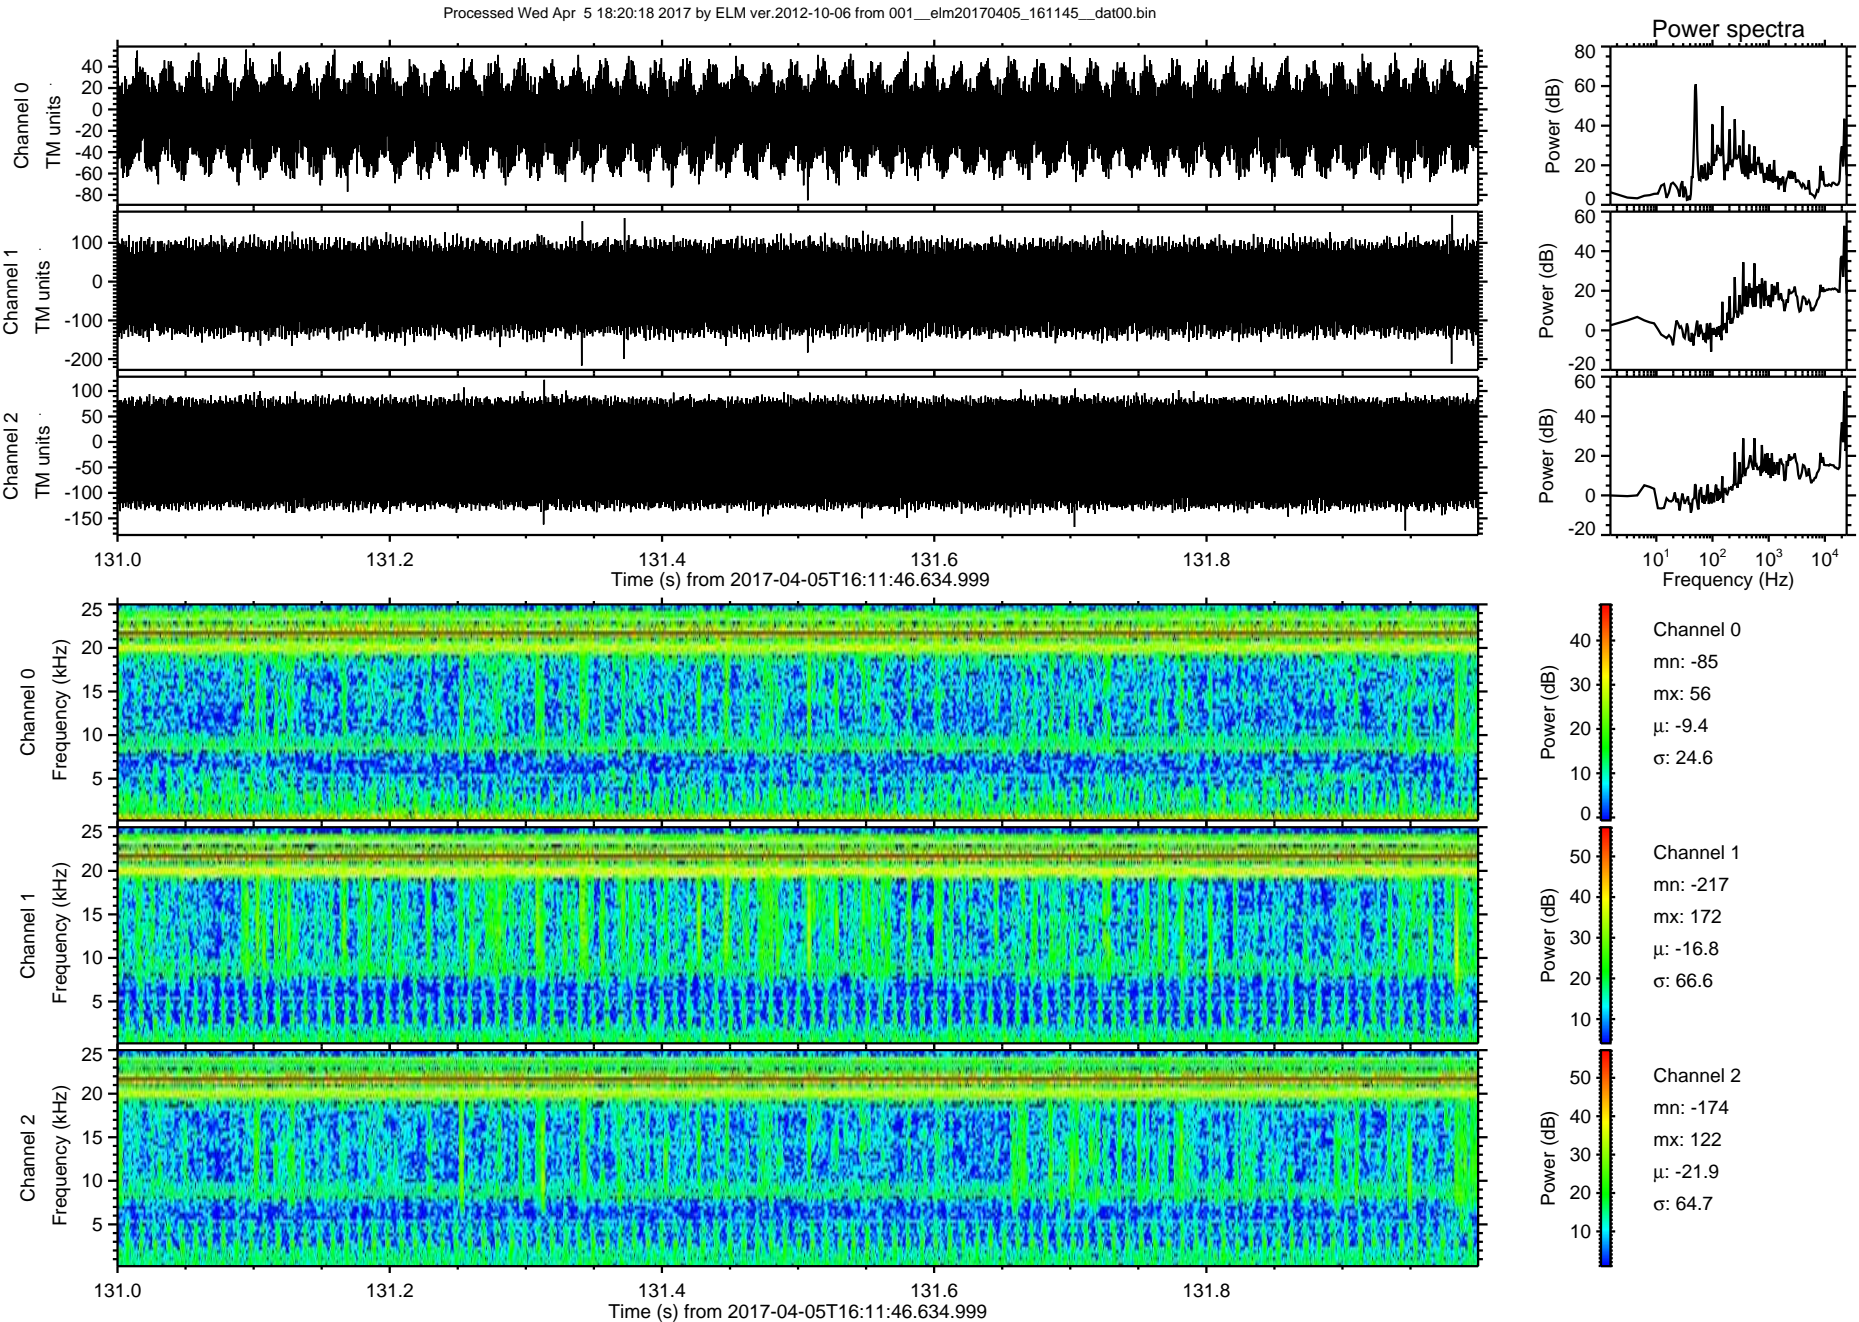 Processed Wed Apr  5 18:20:18 2017 by ELM ver.2012-10-06 from 001__elm20170405_161145__dat00.bin
Power spectra
Channel 0
TM units
40
20
0
-20
-40
-60
-80
Power (dB)
80
60
40
20
0
Channel 1
TM units
100
0
-100
-200
Power (dB)
60
40
20
0
-20
Channel 2
TM units
100
50
0
-50
-100
-150
Power (dB)
60
40
20
0
-20
131.0 131.2 131.4 131.6 131.8
Time (s) from 2017-04-05T16:11:46.634.999
10^1 10^2 10^3 10^4
Frequency (Hz)
Channel 0
Frequency (kHz)
25
20
15
10
5
Power (dB)
40
30
20
10
0
Channel 0
mn: -85
mx: 56
μ: -9.4
σ: 24.6
Channel 1
Frequency (kHz)
25
20
15
10
5
Power (dB)
50
40
30
20
10
Channel 1
mn: -217
mx: 172
μ: -16.8
σ: 66.6
Channel 2
Frequency (kHz)
25
20
15
10
5
Power (dB)
50
40
30
20
10
Channel 2
mn: -174
mx: 122
μ: -21.9
σ: 64.7
131.0 131.2 131.4 131.6 131.8
Time (s) from 2017-04-05T16:11:46.634.999